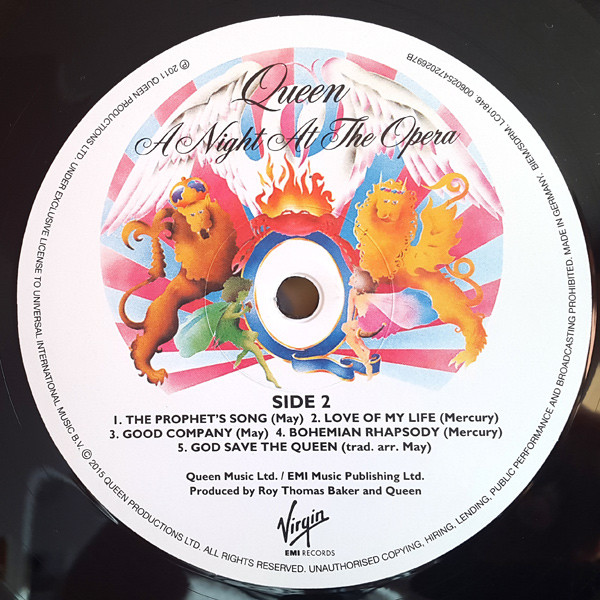 Queen
A Night At The Opera
SIDE 2
1. THE PROPHET'S SONG (May) 2. LOVE OF MY LIFE (Mercury)
3. GOOD COMPANY (May) 4. BOHEMIAN RHAPSODY (Mercury)
5. GOD SAVE THE QUEEN (trad. arr. May)
Queen Music Ltd. / EMI Music Publishing Ltd.
Produced by Roy Thomas Baker and Queen
Virgin
EMI RECORDS
℗ 2011 QUEEN PRODUCTIONS LTD. UNDER EXCLUSIVE LICENSE TO UNIVERSAL INTERNATIONAL MUSIC B.V. © 2015 QUEEN PRODUCTIONS LTD. ALL RIGHTS RESERVED. UNAUTHORISED COPYING, HIRING, LENDING, PUBLIC PERFORMANCE AND BROADCASTING PROHIBITED. MADE IN GERMANY, BIEM/SDRM, LC01846, 00602547202697B